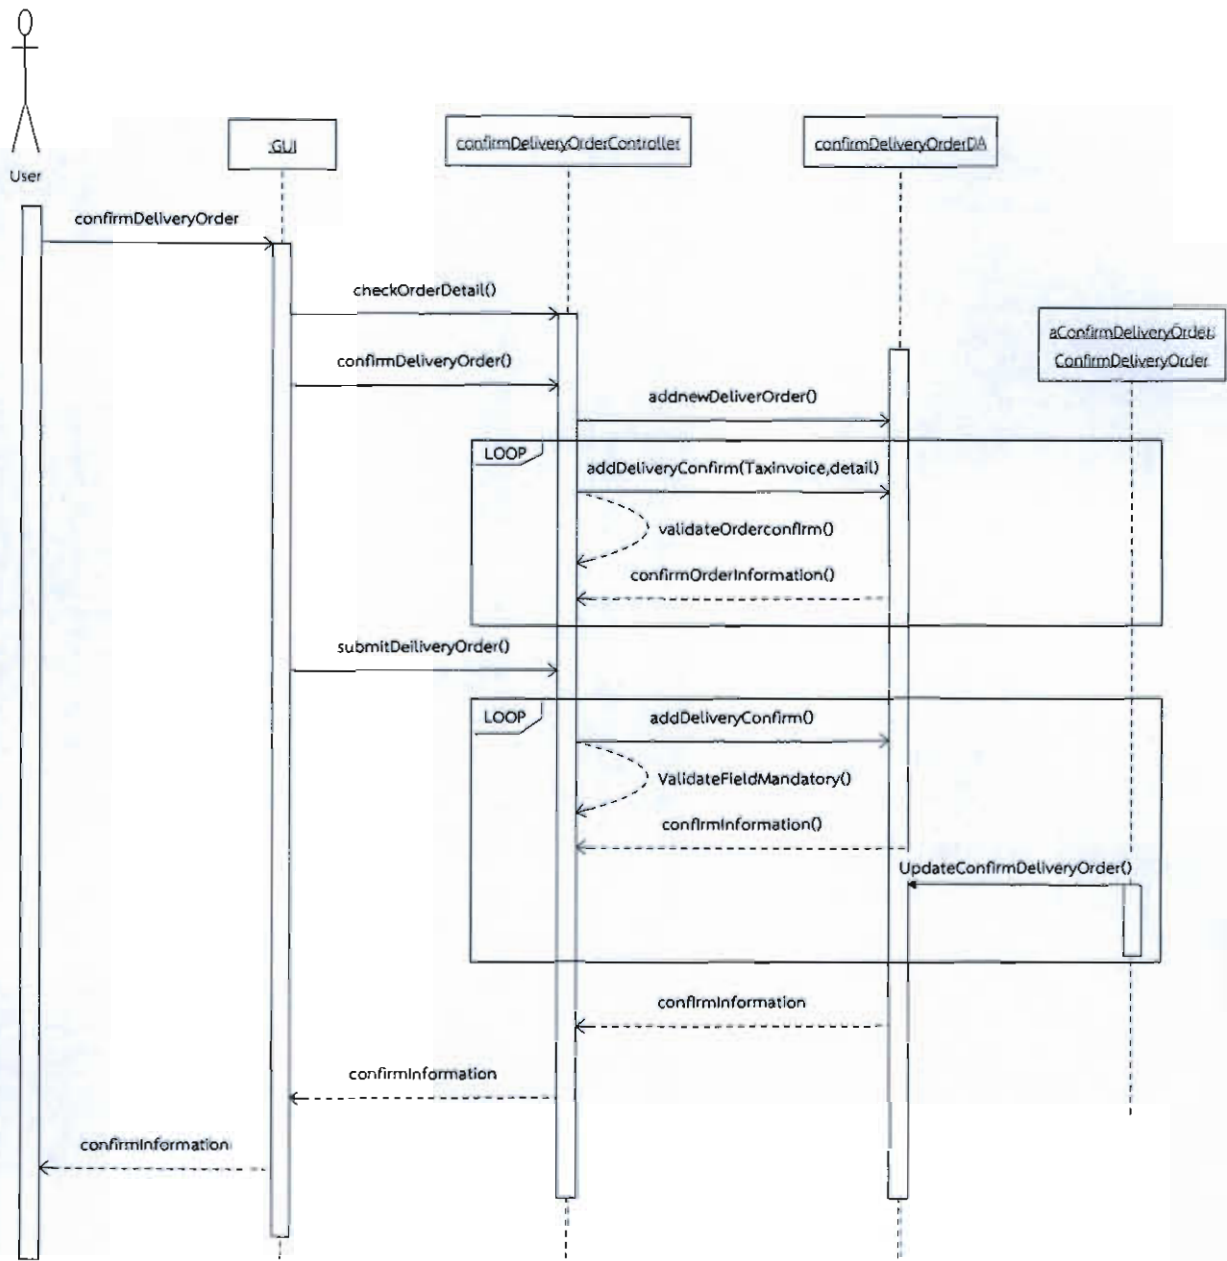 User
:GUI
confirmDeliveryOrderController
confirmDeliveryOrderDA
confirmDeliveryOrder
checkOrderDetail()
aConfirmDeliveryOrder:
ConfirmDeliveryOrder
confirmDeliveryOrder()
addnewDeliverOrder()
LOOP
addDeliveryConfirm(Taxinvoice,detail)
validateOrderconfirm()
confirmOrderInformation()
submitDeiliveryOrder()
LOOP
addDeliveryConfirm()
ValidateFieldMandatory()
confirmInformation()
UpdateConfirmDeliveryOrder()
confirmInformation
confirmInformation
confirmInformation